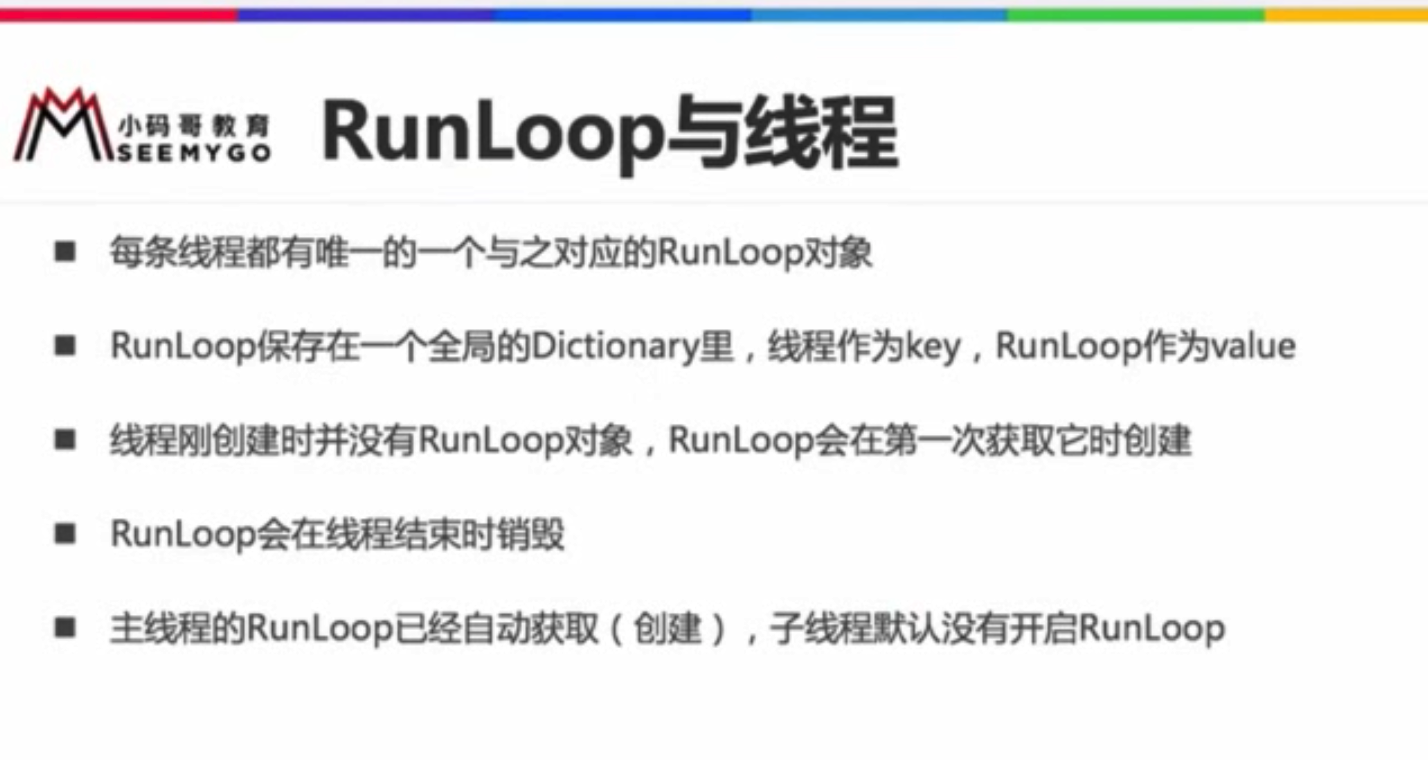 小码哥教育
SEEMYGO
RunLoop与线程
■ 每条线程都有唯一的一个与之对应的RunLoop对象
■ RunLoop保存在一个全局的Dictionary里，线程作为key，RunLoop作为value
■ 线程刚创建时并没有RunLoop对象，RunLoop会在第一次获取它时创建
■ RunLoop会在线程结束时销毁
■ 主线程的RunLoop已经自动获取（创建），子线程默认没有开启RunLoop